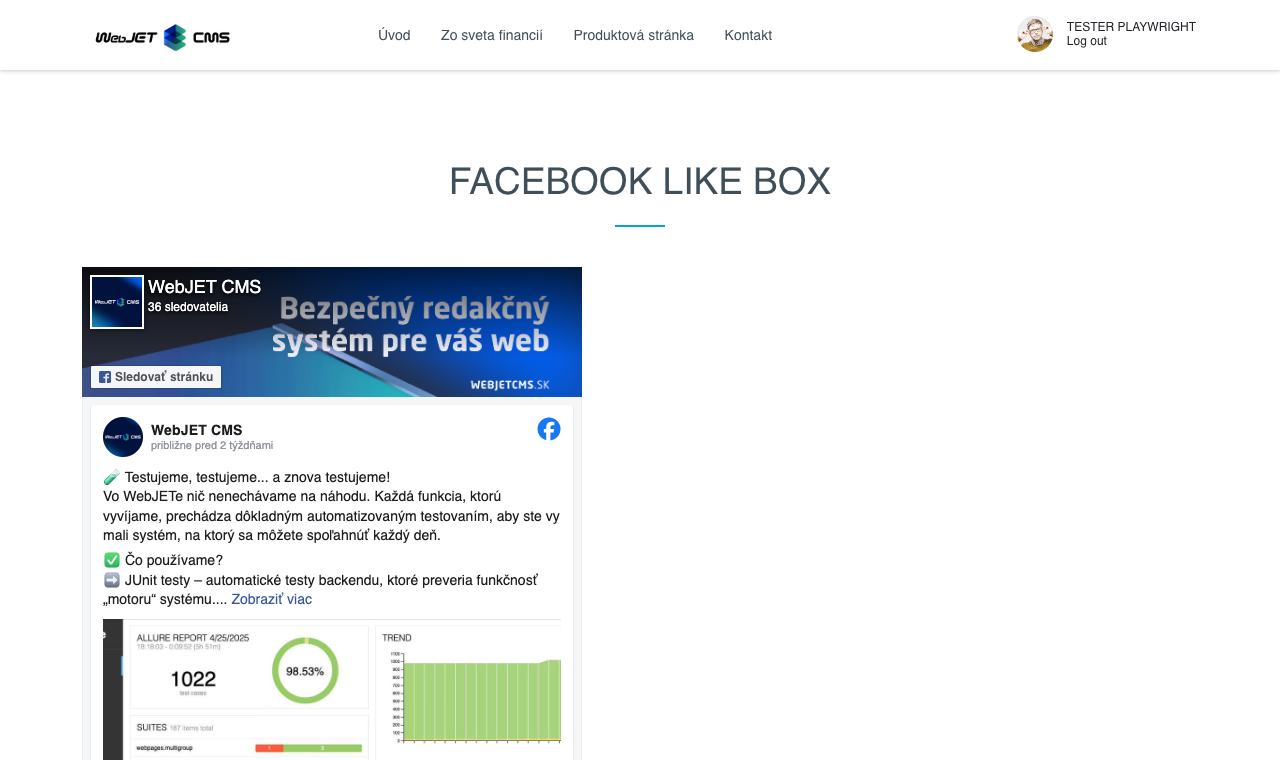 WebJET CMS
Úvod
Zo sveta financií
Produktová stránka
Kontakt
TESTER PLAYWRIGHT
Log out
FACEBOOK LIKE BOX
WebJET CMS
WebJET CMS
36 sledovatelia
Bezpečný redakčný
systém pre váš web
Sledovať stránku
WEBJETCMS.SK
WebJET CMS
WebJET CMS
približne pred 2 týždňami
Testujeme, testujeme... a znova testujeme!
Vo WebJETe nič nenechávame na náhodu. Každá funkcia, ktorú
vyvíjame, prechádza dôkladným automatizovaným testovaním, aby ste vy
mali systém, na ktorý sa môžete spoľahnúť každý deň.
✅ Čo používame?
➡️ JUnit testy – automatické testy backendu, ktoré preveria funkčnosť
„motoru“ systému.... Zobraziť viac
ALLURE REPORT 4/25/2025
18:18:03 - 0:09:52 (5h 51m)
1022
test cases
98.53%
TREND
1100
1000
900
800
700
600
500
400
300
200
100
0
SUITES 187 items total
webpages.multigroup
1
3